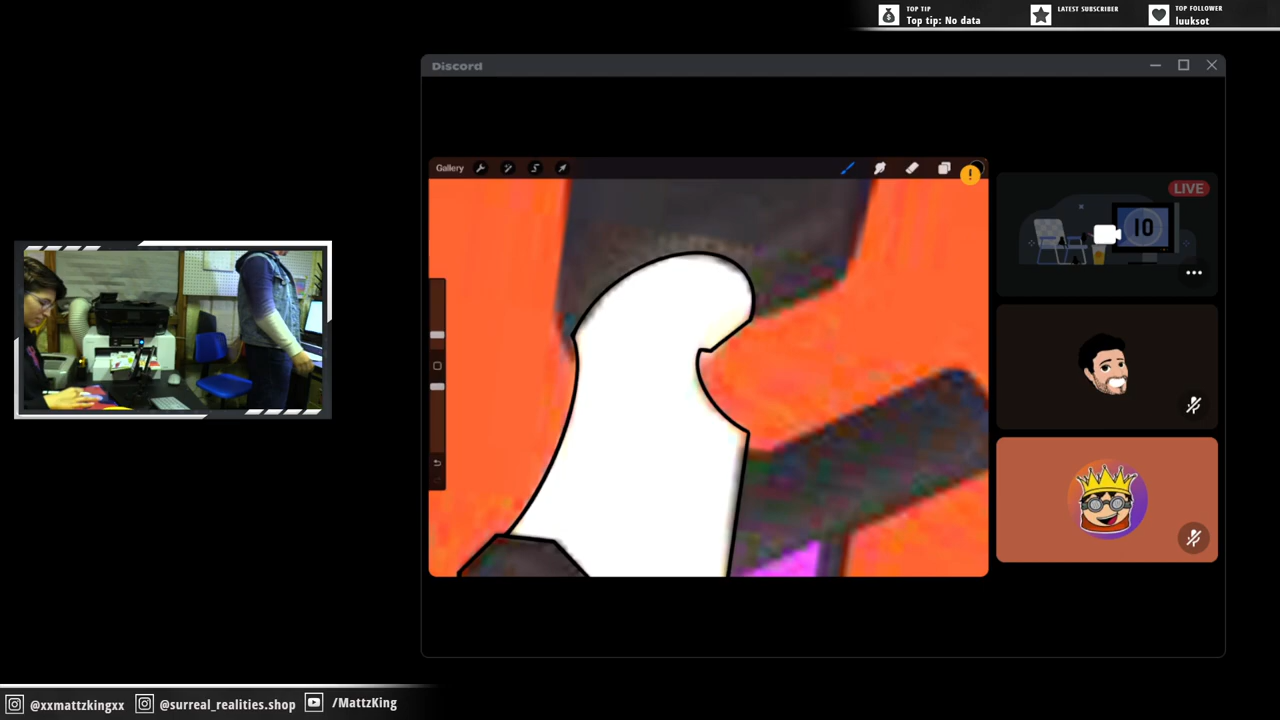 TOP TIP
Top tip: No data
LATEST SUBSCRIBER
TOP FOLLOWER
luuksot
Discord
Gallery
LIVE
10
@xxmattzkingxx
@surreal_realities.shop
/MattzKing